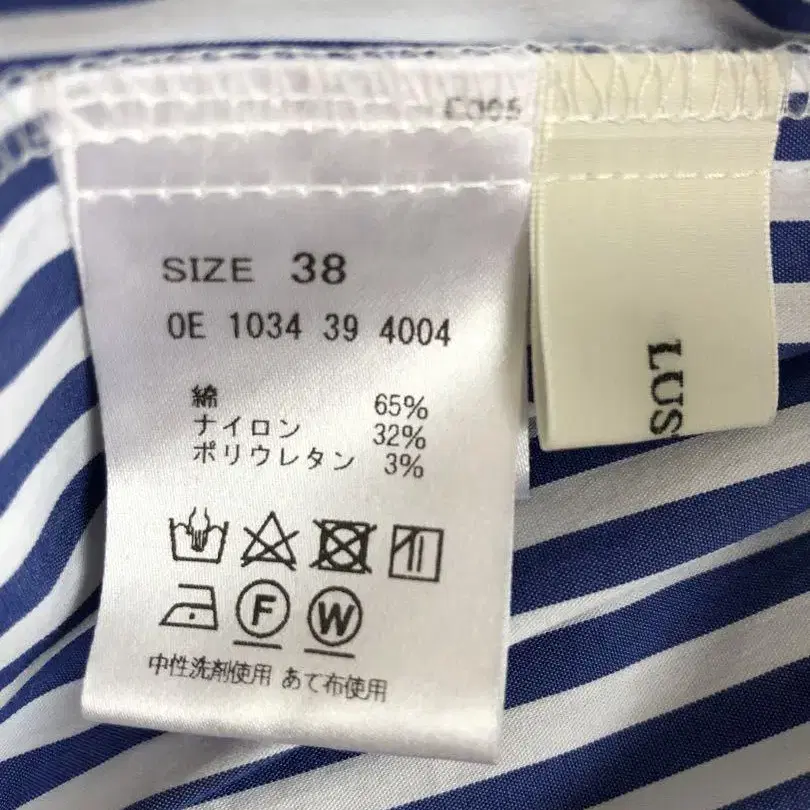 SIZE 38
0E 1034 39 4004
綿 65%
ナイロン 32%
ポリウレタン 3%
F W
中性洗剤使用 あて布使用
LUS